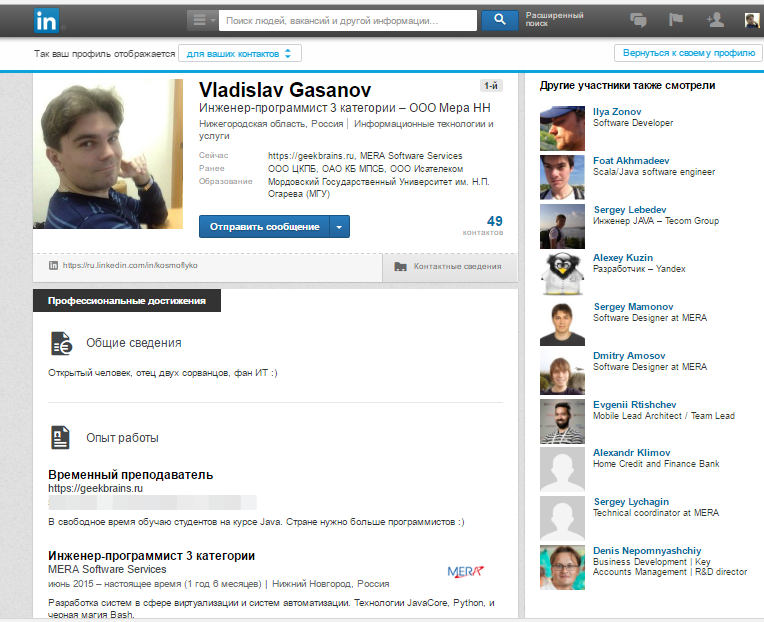 in
Поиск людей, вакансий и другой информации...
Расширенный
поиск
Так ваш профиль отображается
для ваших контактов
Вернуться к своему профилю
Vladislav Gasanov
1-й
Инженер-программист 3 категории – ООО Мера НН
Нижегородская область, Россия | Информационные технологии и
услуги
Сейчас https://geekbrains.ru, MERA Software Services
Ранее ООО ЦКПБ, ОАО КБ МПСБ, ООО Исателеком
Образование Мордовский Государственный Университет им. Н.П.
Огарева (МГУ)
Отправить сообщение
49
контактов
https://ru.linkedin.com/in/kosmoflyko
Контактные сведения
Профессиональные достижения
Общие сведения
Открытый человек, отец двух сорванцов, фан ИТ :)
Опыт работы
Временный преподаватель
https://geekbrains.ru
В свободное время обучаю студентов на курсе Java. Стране нужно больше программистов :)
Инженер-программист 3 категории
MERA Software Services
MERA
июнь 2015 – настоящее время (1 год 6 месяцев) | Нижний Новгород, Россия
Разработка систем в сфере виртуализации и систем автоматизации. Технологии JavaCore, Python, и
черная магия Bash.
Другие участники также смотрели
Ilya Zonov
Software Developer
Foat Akhmadeev
Scala/Java software engineer
Sergey Lebedev
Инженер JAVA – Tecom Group
Alexey Kuzin
Разработчик – Yandex
Sergey Mamonov
Software Designer at MERA
Dmitry Amosov
Software Designer at MERA
Evgenii Rtishchev
Mobile Lead Architect / Team Lead
Alexandr Klimov
Home Credit and Finance Bank
Sergey Lychagin
Technical coordinator at MERA
Denis Nepomnyashchiy
Business Development | Key
Accounts Management | R&D director